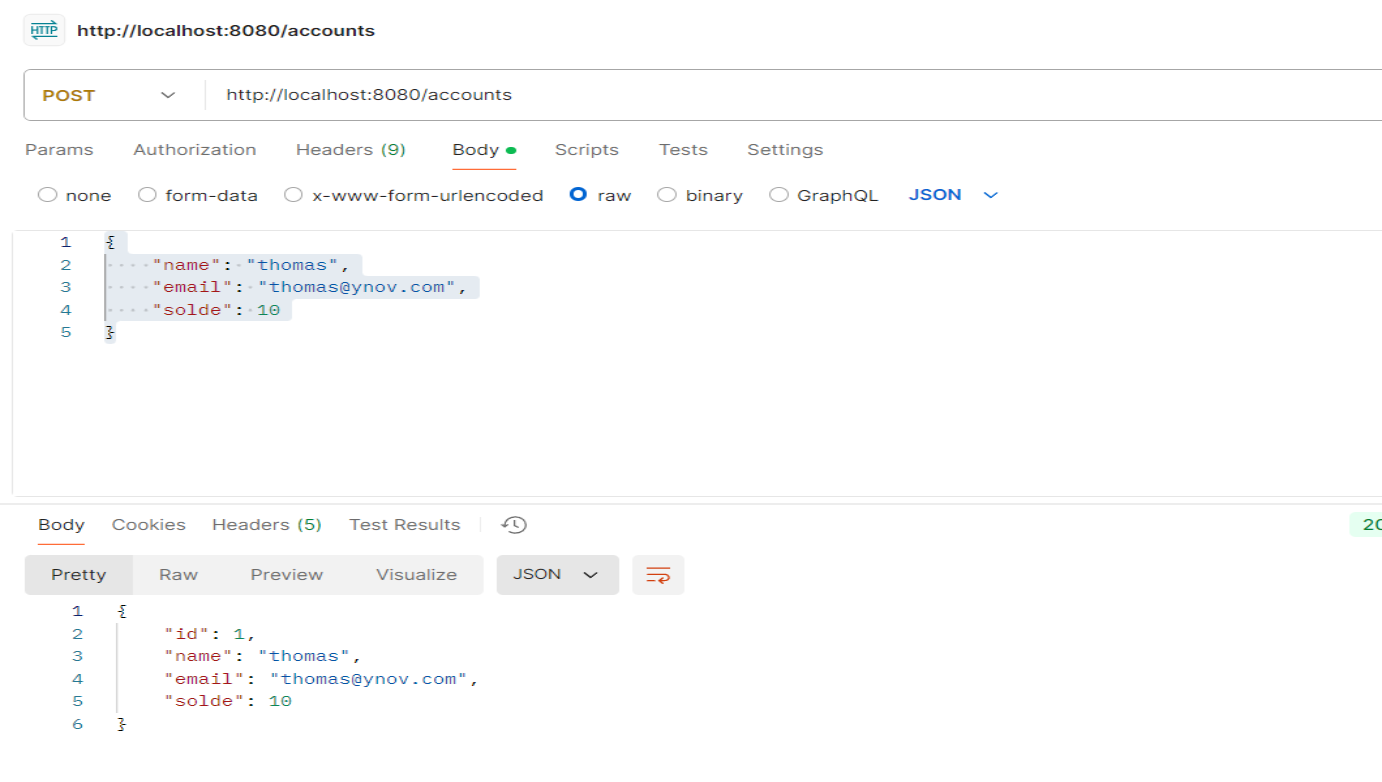 HTTP http://localhost:8080/accounts
POST http://localhost:8080/accounts
Params Authorization Headers (9) Body Scripts Tests Settings
none form-data x-www-form-urlencoded raw binary GraphQL JSON
1 {
2 "name": "thomas",
3 "email": "thomas@ynov.com",
4 "solde": 10
5 }
Body Cookies Headers (5) Test Results
Pretty Raw Preview Visualize JSON
1 {
2 "id": 1,
3 "name": "thomas",
4 "email": "thomas@ynov.com",
5 "solde": 10
6 }